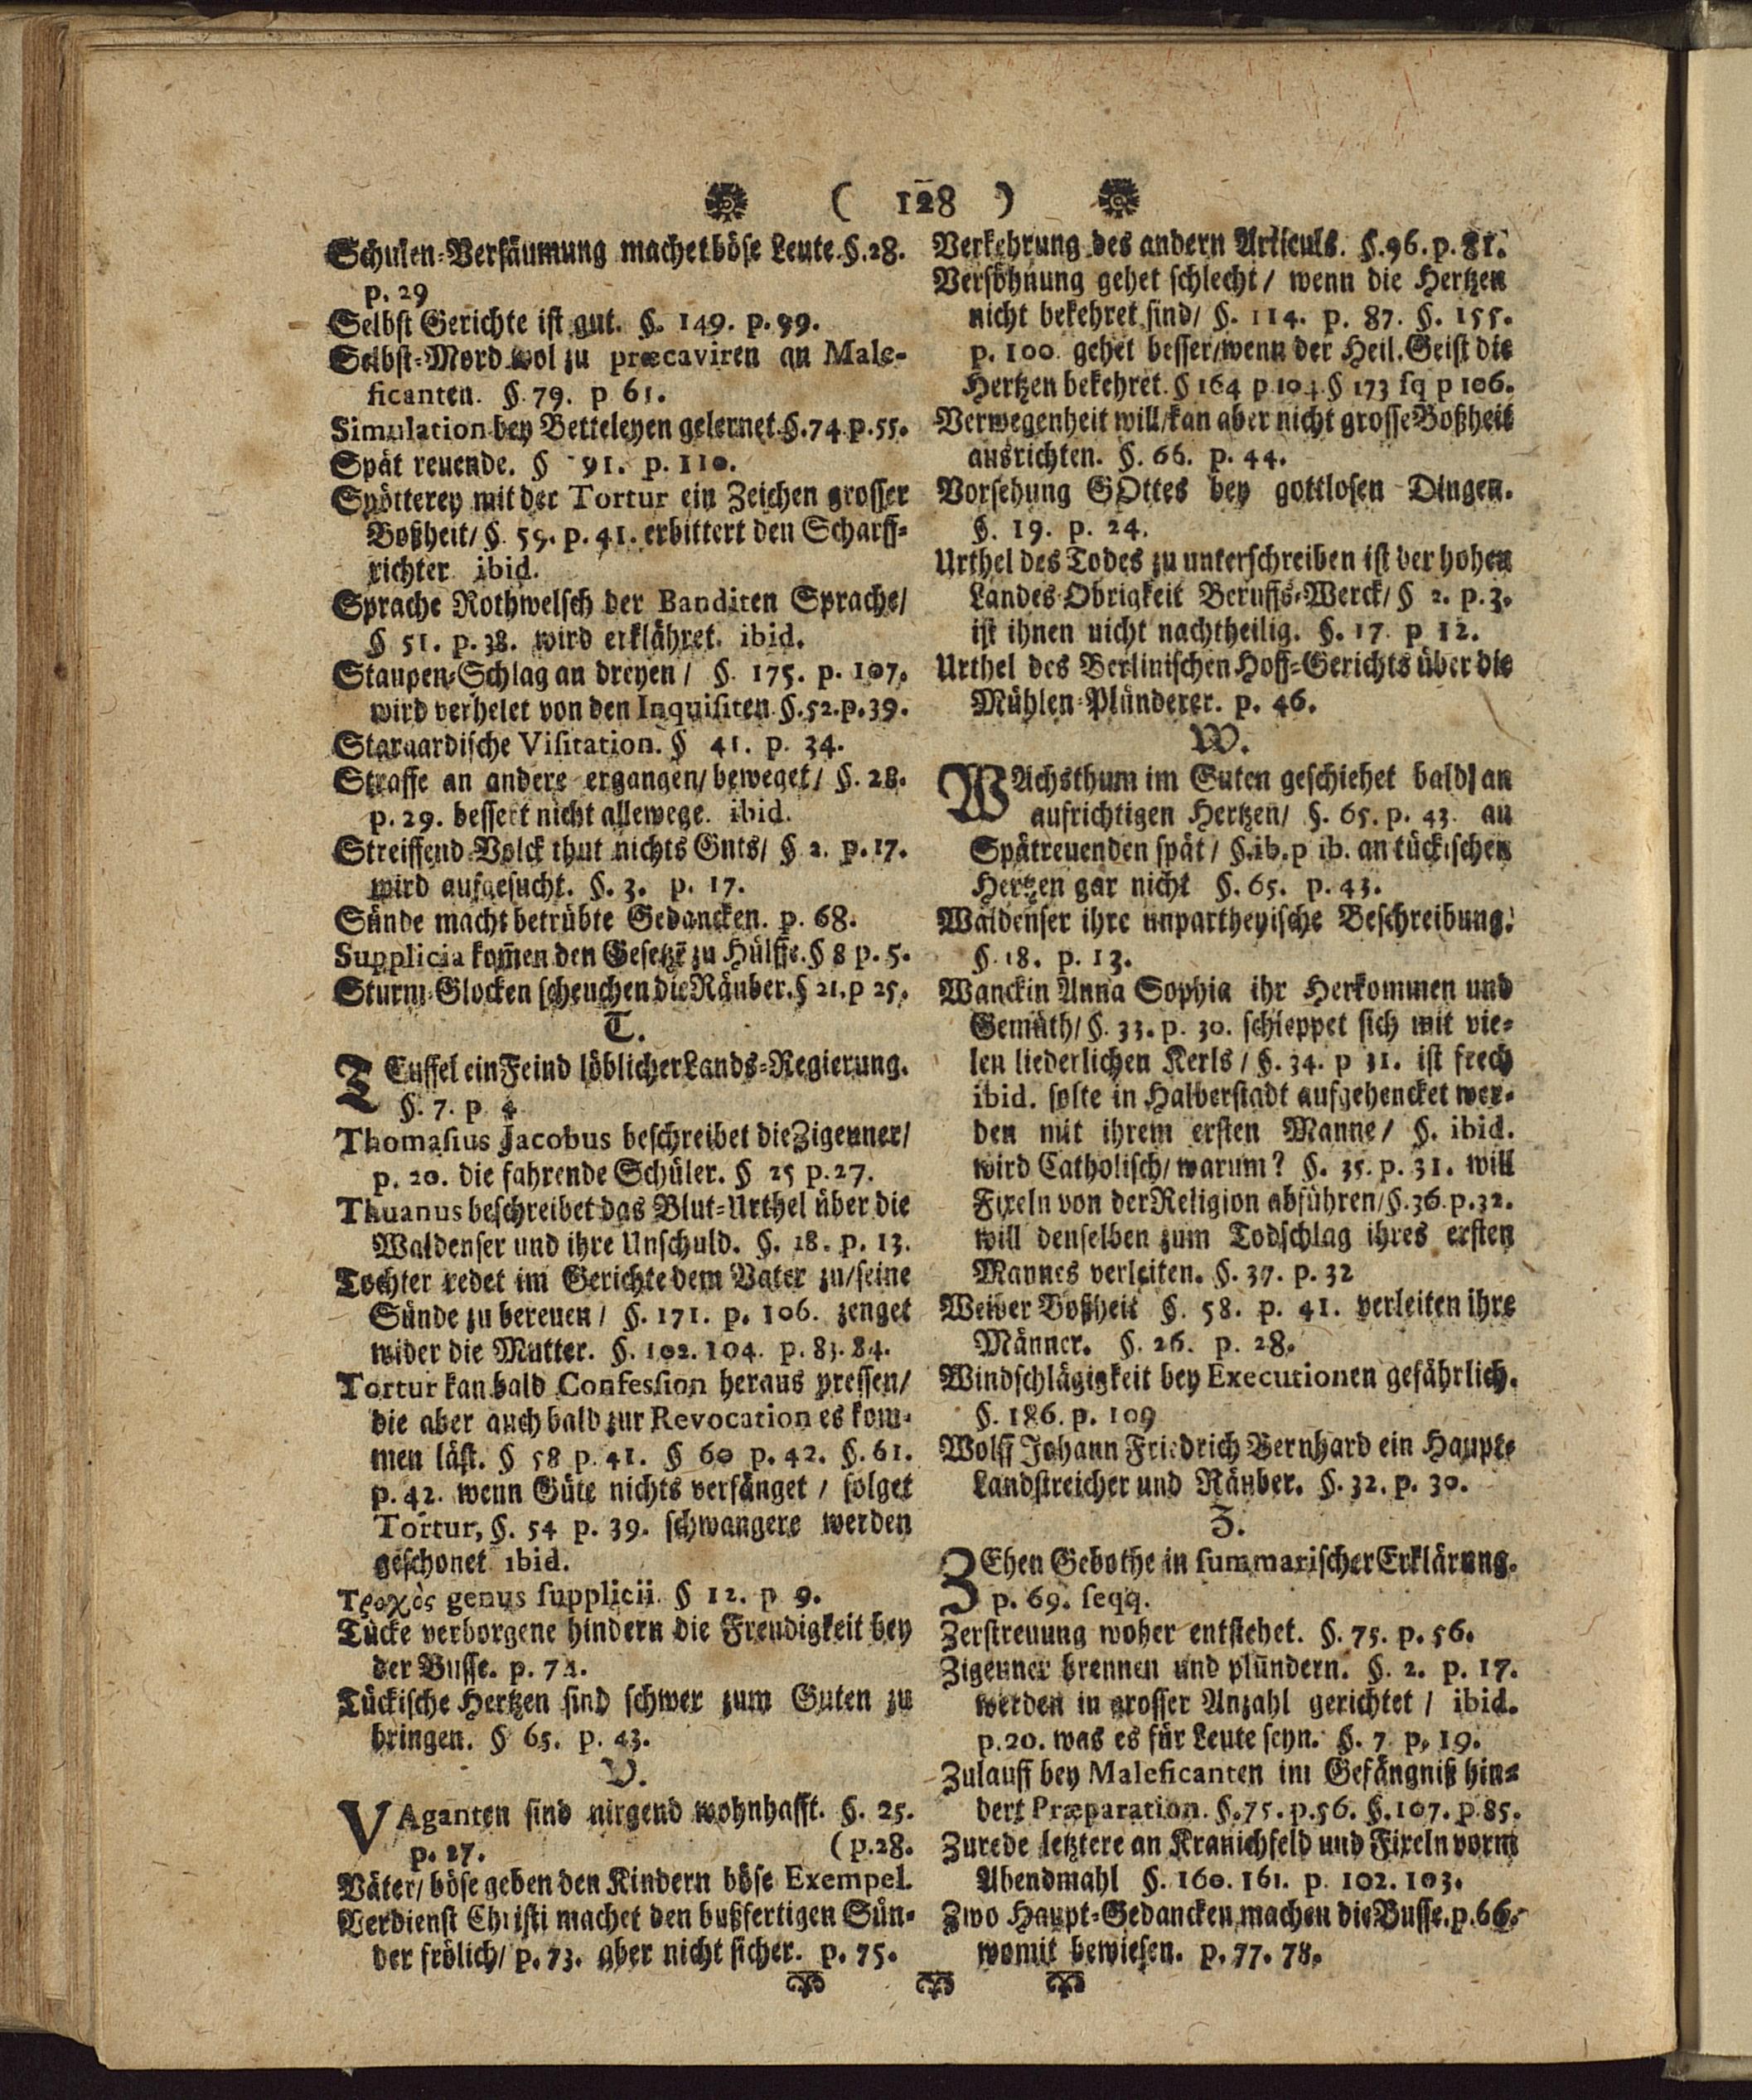 ( 128 )
Schulen-Versäumung machet böse Leute. §. 28.
p. 29
Selbst Gerichte ist gut. §. 149. p. 99.
Selbst-Mord wol zu præcaviren an Male-
ficanten. § 79. p 61.
Simulation bey Betteleyen gelernet. §. 74. p. 55.
Spät reuende. § 91. p. 110.
Spötterey mit der Tortur ein Zeichen grosser
Boßheit/ §. 59. p. 41. erbittert den Scharff-
richter ibid.
Sprache Rothwelsch der Banditen Sprache/
§ 51. p. 38. wird erklähret. ibid.
Staupen-Schlag an dreyen / §. 175. p. 107.
wird verhelet von den Inquisiten. §. 52. p. 39.
Stargardische Visitation. § 41. p. 34.
Straffe an andere ergangen/ beweget/ §. 28.
p. 29. bessert nicht allewege. ibid.
Streiffend-Volck thut nichts Guts/ § 2. p. 17.
wird aufgesucht. §. 3. p. 17.
Sünde macht betrübte Gedancken. p. 68.
Supplicia kom̄en den Gesetzē zu Hülffe. § 8 p. 5.
Sturm-Glocken scheuchen die Räuber. § 21. p 25.
T.
TEuffel ein Feind löblicher Lands-Regierung.
§. 7. p 4
Thomasius Jacobus beschreibet die Zigeuner/
p. 20. die fahrende Schüler. § 25 p. 27.
Thuanus beschreibet das Blut-Urthel über die
Waldenser und ihre Unschuld. §. 18. p. 13.
Tochter redet im Gerichte dem Vater zu/ seine
Sünde zu bereuen / §. 171. p. 106. zeuget
wider die Mutter. §. 102. 104. p. 83. 84.
Tortur kan bald Confession heraus pressen/
die aber auch bald zur Revocation es kom-
men läst. § 58 p. 41. § 60 p. 42. §. 61.
p. 42. wenn Güte nichts verfänget / folget
Tortur, §. 54 p. 39. schwangere werden
geschonet ibid.
Τροχὸς genus supplicii. § 12. p 9.
Tücke verborgene hindern die Freudigkeit bey
der Busse. p. 74.
Tückische Hertzen sind schwer zum Guten zu
bringen. § 65. p. 43.
V.
VAganten sind nirgend wohnhafft. §. 25.
p. 27. (p. 28.
Väter/ böse geben den Kindern böse Exempel.
Verdienst Christi machet den bußfertigen Sün-
der frölich/ p. 73. aber nicht sicher. p. 75.
Verkehrung des andern Articuls. §. 96. p. 81.
Versöhnung gehet schlecht / wenn die Hertzen
nicht bekehret sind/ §. 114. p. 87. §. 155.
p. 100. gehet besser/ wenn der Heil. Geist die
Hertzen bekehret. § 164 p 104. § 173 sq p 106.
Verwegenheit will/ kan aber nicht grosse Boßheit
ausrichten. §. 66. p. 44.
Vorsehung GOttes bey gottlosen Dingen.
§. 19. p. 24.
Urthel des Todes zu unterschreiben ist der hohen
Landes-Obrigkeit Beruffs-Werck/ § 2. p. 3.
ist ihnen nicht nachtheilig. §. 17. p 12.
Urthel des Berlinischen Hoff-Gerichts über die
Mühlen-Plünderer. p. 46.
W.
WAchsthum im Guten geschiehet bald/ an
aufrichtigen Hertzen/ §. 65. p. 43. an
Spätreuenden spät / §. ib. p ib. an tückischen
Hertzen gar nicht §. 65. p. 43.
Waldenser ihre unpartheyische Beschreibung.
§. 18. p. 13.
Wanckin Anna Sophia ihr Herkommen und
Gemüth/ §. 33. p. 30. schleppet sich mit vie-
len liederlichen Kerls / §. 34. p 31. ist frech
ibid. solte in Halberstadt aufgehencket wer-
den mit ihrem ersten Manne / §. ibid.
wird Catholisch/ warum? §. 35. p. 31. will
Fixeln von der Religion abführen/ §. 36. p. 32.
will denselben zum Todschlag ihres ersten
Mannes verleiten. §. 37. p. 32
Weiber Boßheit §. 58. p. 41. verleiten ihre
Männer. §. 26. p. 28.
Windschlägigkeit bey Executionen gefährlich.
§. 186. p. 109
Wolff Johann Friedrich Bernhard ein Haupt-
Landstreicher und Räuber. §. 32. p. 30.
Z.
ZEhen Gebothe in summarischer Erklärung.
p. 69. seqq.
Zerstreuung woher entstehet. §. 75. p. 56.
Zigeuner brennen und plündern. §. 2. p. 17.
werden in grosser Anzahl gerichtet / ibid.
p. 20. was es für Leute seyn. §. 7. p. 19.
Zulauff bey Maleficanten im Gefängniß hin-
dert Præparation. §. 75. p. 56. §. 107. p. 85.
Zurede letztere an Kranichfeld und Fixeln vorm
Abendmahl §. 160. 161. p. 102. 103.
Zwo Haupt-Gedancken machen die Busse. p. 66.
womit bewiesen. p. 77. 78.